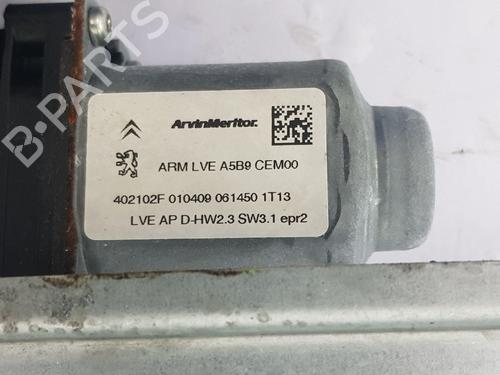 B-PARTS
ArvinMeritor.
ARM LVE A5B9 CEM00
402102F 010409 061450 1T13
LVE AP D-HW2.3 SW3.1 epr2